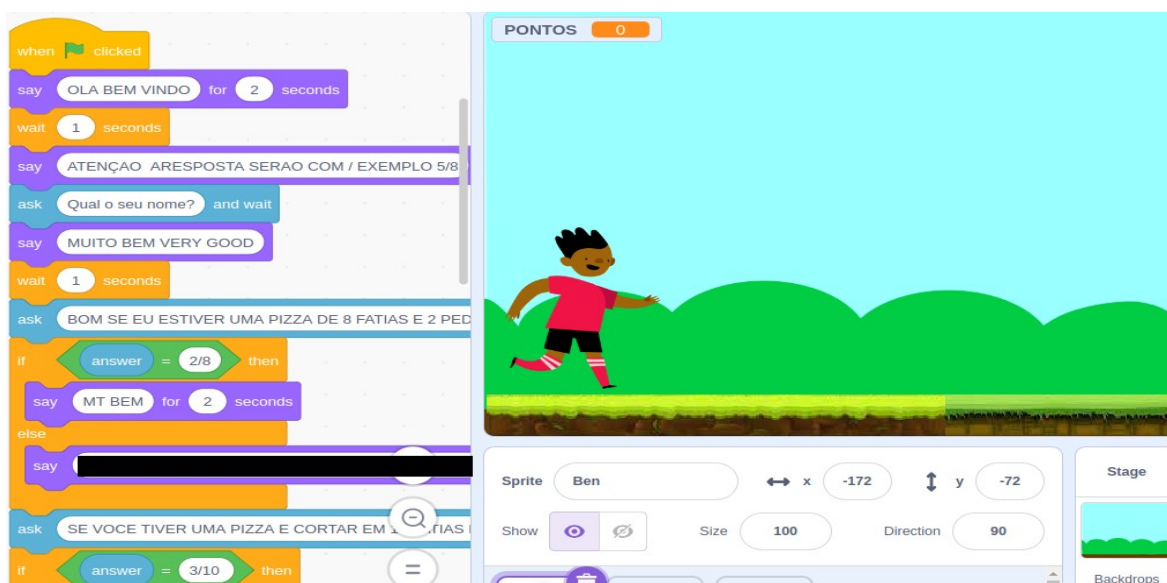 when clicked
say OLA BEM VINDO for 2 seconds
wait 1 seconds
say ATENÇAO ARESPOSTA SERAO COM / EXEMPLO 5/8
ask Qual o seu nome? and wait
say MUITO BEM VERY GOOD
wait 1 seconds
ask BOM SE EU ESTIVER UMA PIZZA DE 8 FATIAS E 2 PED
if answer = 2/8 then
say MT BEM for 2 seconds
else
say
ask SE VOCE TIVER UMA PIZZA E CORTAR EM
if answer = 3/10 then
PONTOS 0
Sprite Ben x -172 y -72
Show Size 100 Direction 90
Stage
Backdrops